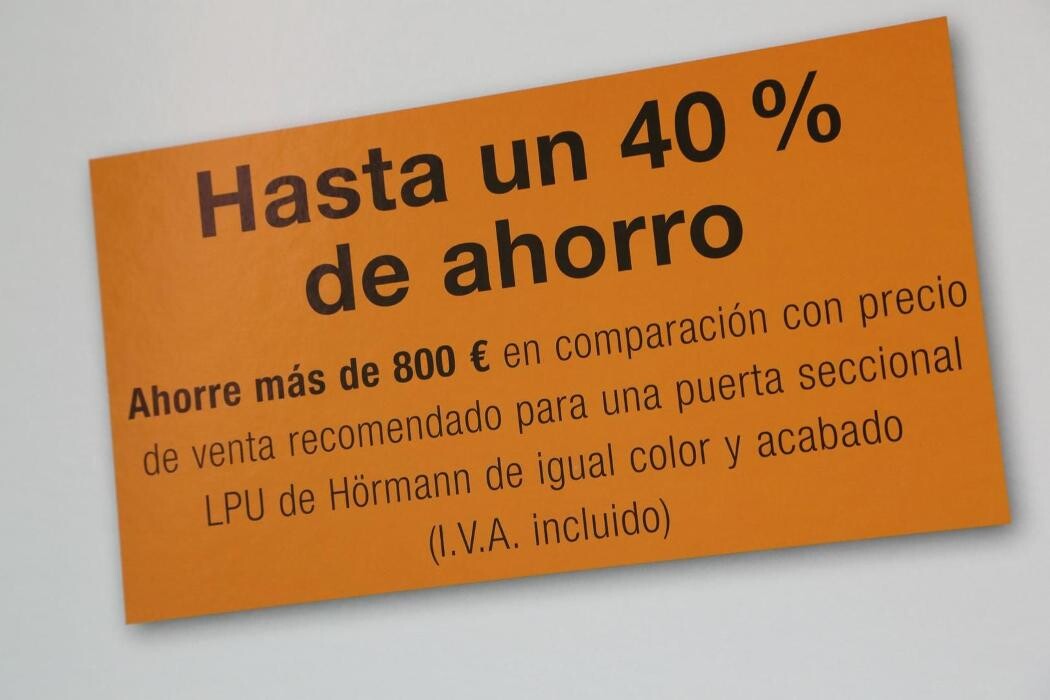 Hasta un 40 %
de ahorro
Ahorre más de 800 € en comparación con precio
de venta recomendado para una puerta seccional
LPU de Hörmann de igual color y acabado
(I.V.A. incluido)